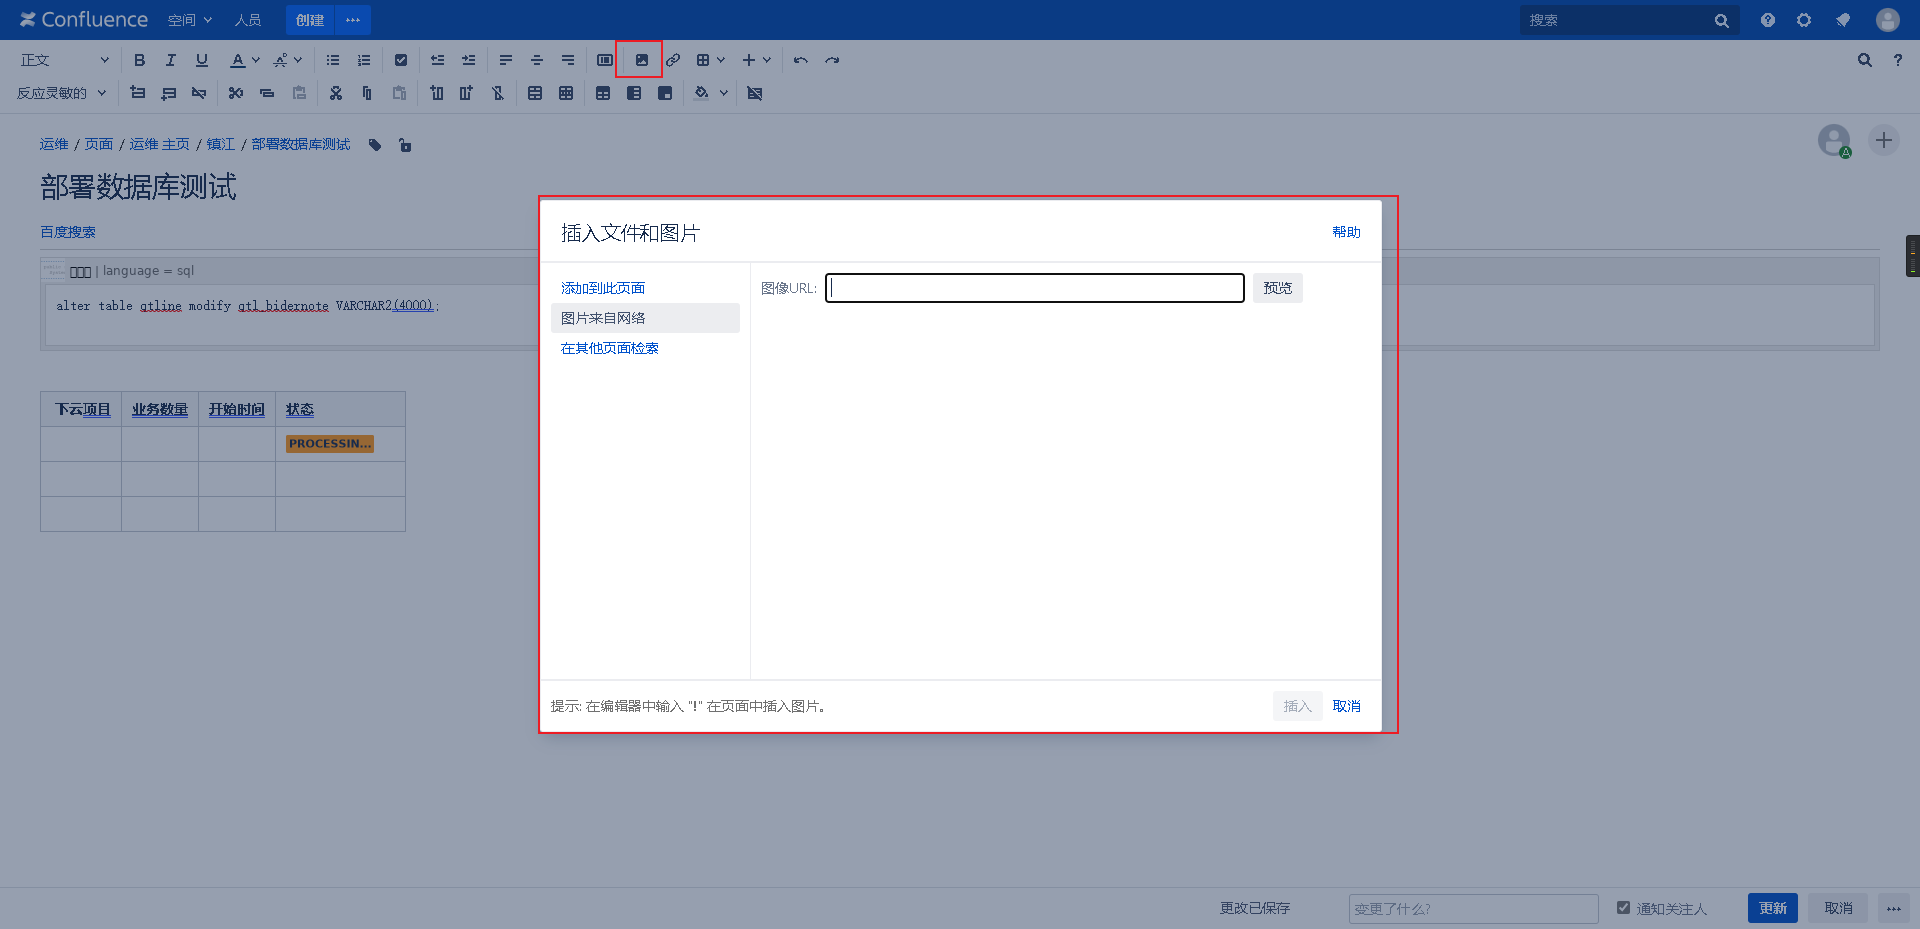 Confluence 空间 人员 创建 ··· 搜索
正文
反应灵敏的
运维 / 页面 / 运维 主页 / 镇江 / 部署数据库测试
A
部署数据库测试
百度搜索
| language = sql
alter table gtline modify gtl_bidernote VARCHAR2(4000);
下云项目 业务数量 开始时间 状态
PROCESSIN...
插入文件和图片 帮助
添加到此页面
图片来自网络
在其他页面检索
图像URL: 预览
提示: 在编辑器中输入 "!" 在页面中插入图片。 插入 取消
更改已保存 变更了什么? 通知关注人 更新 取消 ···